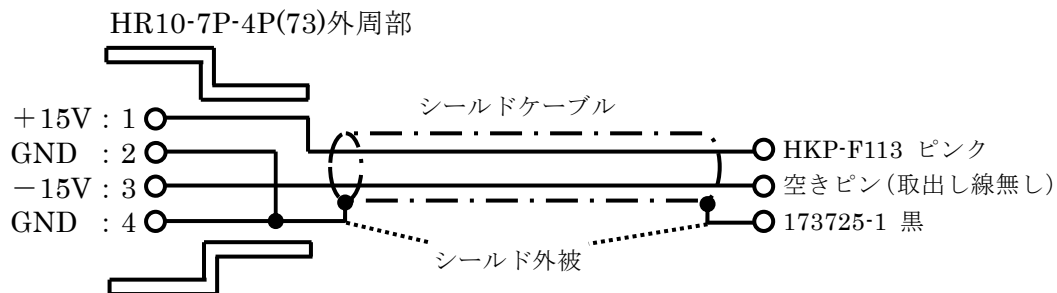 HR10-7P-4P(73)外周部
シールドケーブル
＋15V : 1
GND : 2
－15V : 3
GND : 4
HKP-F113 ピンク
空きピン(取出し線無し)
173725-1 黒
シールド外被